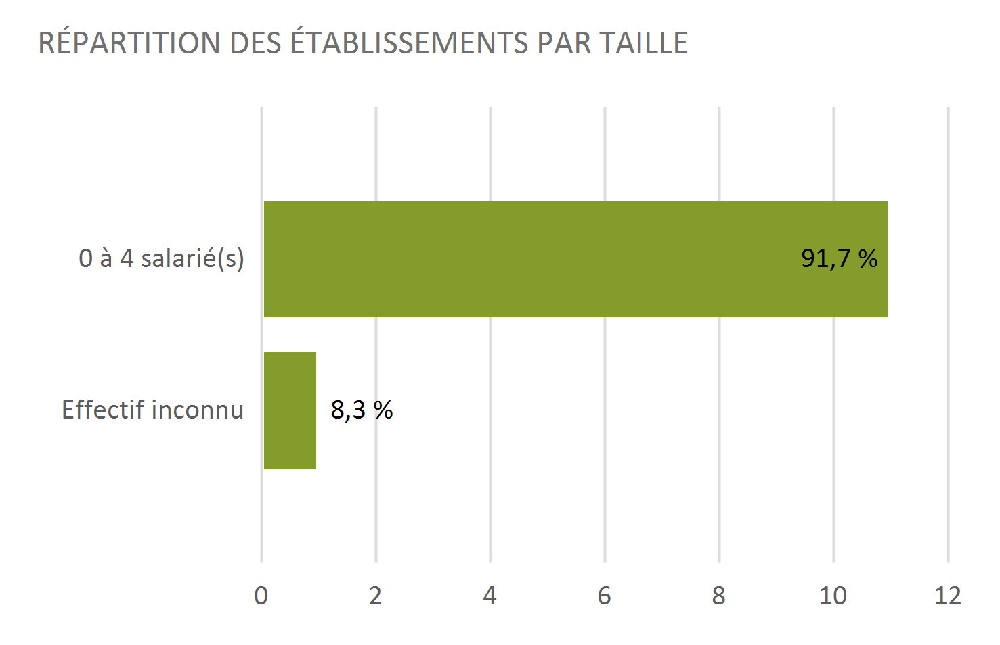 RÉPARTITION DES ÉTABLISSEMENTS PAR TAILLE
0 à 4 salarié(s)
91,7 %
Effectif inconnu
8,3 %
0 2 4 6 8 10 12